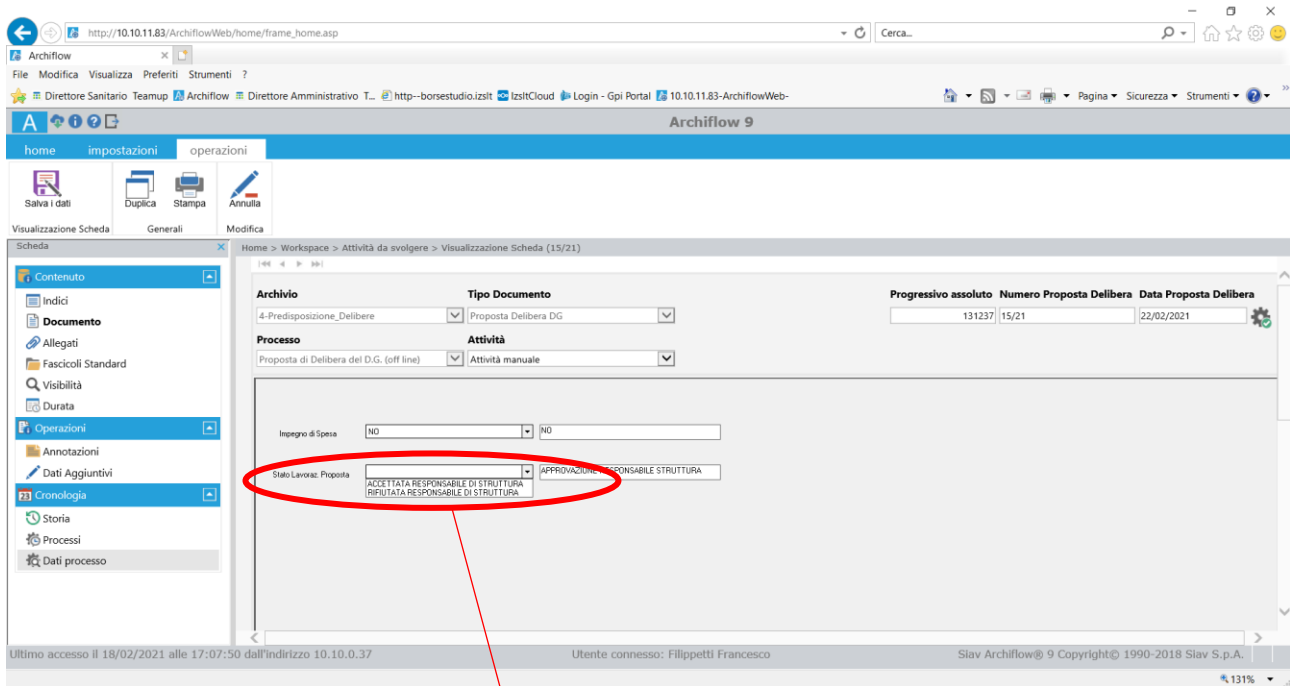 http://10.10.11.83/ArchiflowWeb/home/frame_home.asp
Cerca...
Archiflow
File Modifica Visualizza Preferiti Strumenti ?
Direttore Sanitario Teamup Archiflow Direttore Amministrativo T... http--borsestudio.izslt IzsltCloud Login - Gpi Portal 10.10.11.83-ArchiflowWeb- Pagina Sicurezza Strumenti
A Archiflow 9
home impostazioni operazioni
Salva i dati Duplica Stampa Annulla
Visualizzazione Scheda Generali Modifica
Scheda
Home > Workspace > Attività da svolgere > Visualizzazione Scheda (15/21)
Contenuto
Indici
Documento
Allegati
Fascicoli Standard
Visibilità
Durata
Operazioni
Annotazioni
Dati Aggiuntivi
23 Cronologia
Storia
Processi
Dati processo
Archivio Tipo Documento Progressivo assoluto Numero Proposta Delibera Data Proposta Delibera
4-Predisposizione_Delibere Proposta Delibera DG 131237 15/21 22/02/2021
Processo Attività
Proposta di Delibera del D.G. (off line) Attività manuale
Impegno di Spesa NO NO
Stato Lavoraz. Proposta APPROVAZIONE RESPONSABILE STRUTTURA
ACCETTATA RESPONSABILE DI STRUTTURA
RIFIUTATA RESPONSABILE DI STRUTTURA
Ultimo accesso il 18/02/2021 alle 17:07:50 dall'indirizzo 10.10.0.37 Utente connesso: Filippetti Francesco Siav Archiflow® 9 Copyright© 1990-2018 Siav S.p.A.
131%